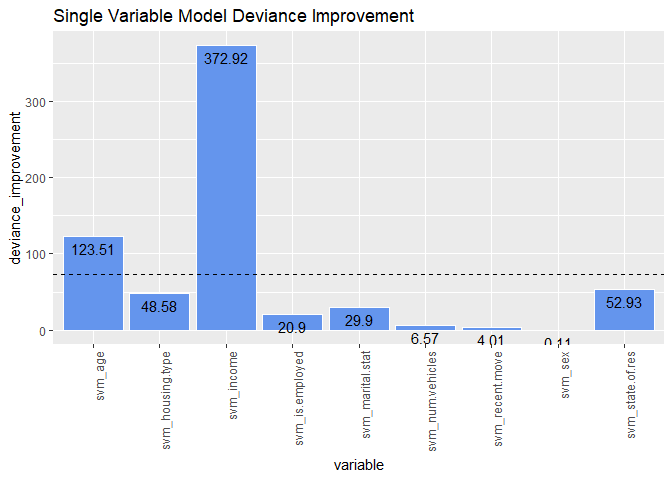 Single Variable Model Deviance Improvement
deviance_improvement
300
200
100
0
123.51
48.58
372.92
20.9
29.9
6.57
4.01
0.11
52.93
svm_age
svm_housing.type
svm_income
svm_is.employed
svm_marital.stat
svm_num.vehicles
svm_recent.move
svm_sex
svm_state.of.res
variable